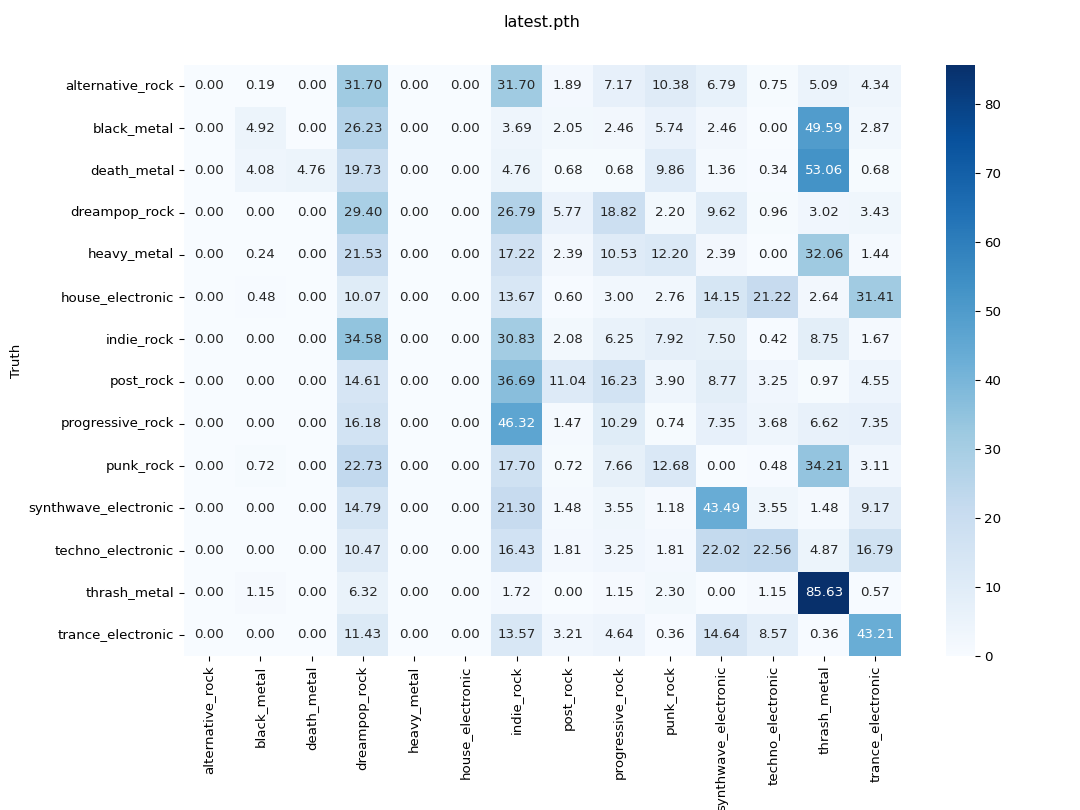 latest.pth
alternative_rock 0.00 0.19 0.00 31.70 0.00 0.00 31.70 1.89 7.17 10.38 6.79 0.75 5.09 4.34
black_metal 0.00 4.92 0.00 26.23 0.00 0.00 3.69 2.05 2.46 5.74 2.46 0.00 49.59 2.87
death_metal 0.00 4.08 4.76 19.73 0.00 0.00 4.76 0.68 0.68 9.86 1.36 0.34 53.06 0.68
dreampop_rock 0.00 0.00 0.00 29.40 0.00 0.00 26.79 5.77 18.82 2.20 9.62 0.96 3.02 3.43
heavy_metal 0.00 0.24 0.00 21.53 0.00 0.00 17.22 2.39 10.53 12.20 2.39 0.00 32.06 1.44
house_electronic 0.00 0.48 0.00 10.07 0.00 0.00 13.67 0.60 3.00 2.76 14.15 21.22 2.64 31.41
indie_rock 0.00 0.00 0.00 34.58 0.00 0.00 30.83 2.08 6.25 7.92 7.50 0.42 8.75 1.67
post_rock 0.00 0.00 0.00 14.61 0.00 0.00 36.69 11.04 16.23 3.90 8.77 3.25 0.97 4.55
progressive_rock 0.00 0.00 0.00 16.18 0.00 0.00 46.32 1.47 10.29 0.74 7.35 3.68 6.62 7.35
punk_rock 0.00 0.72 0.00 22.73 0.00 0.00 17.70 0.72 7.66 12.68 0.00 0.48 34.21 3.11
synthwave_electronic 0.00 0.00 0.00 14.79 0.00 0.00 21.30 1.48 3.55 1.18 43.49 3.55 1.48 9.17
techno_electronic 0.00 0.00 0.00 10.47 0.00 0.00 16.43 1.81 3.25 1.81 22.02 22.56 4.87 16.79
thrash_metal 0.00 1.15 0.00 6.32 0.00 0.00 1.72 0.00 1.15 2.30 0.00 1.15 85.63 0.57
trance_electronic 0.00 0.00 0.00 11.43 0.00 0.00 13.57 3.21 4.64 0.36 14.64 8.57 0.36 43.21
Truth
alternative_rock
black_metal
death_metal
dreampop_rock
heavy_metal
house_electronic
indie_rock
post_rock
progressive_rock
punk_rock
synthwave_electronic
techno_electronic
thrash_metal
trance_electronic
80
70
60
50
40
30
20
10
0